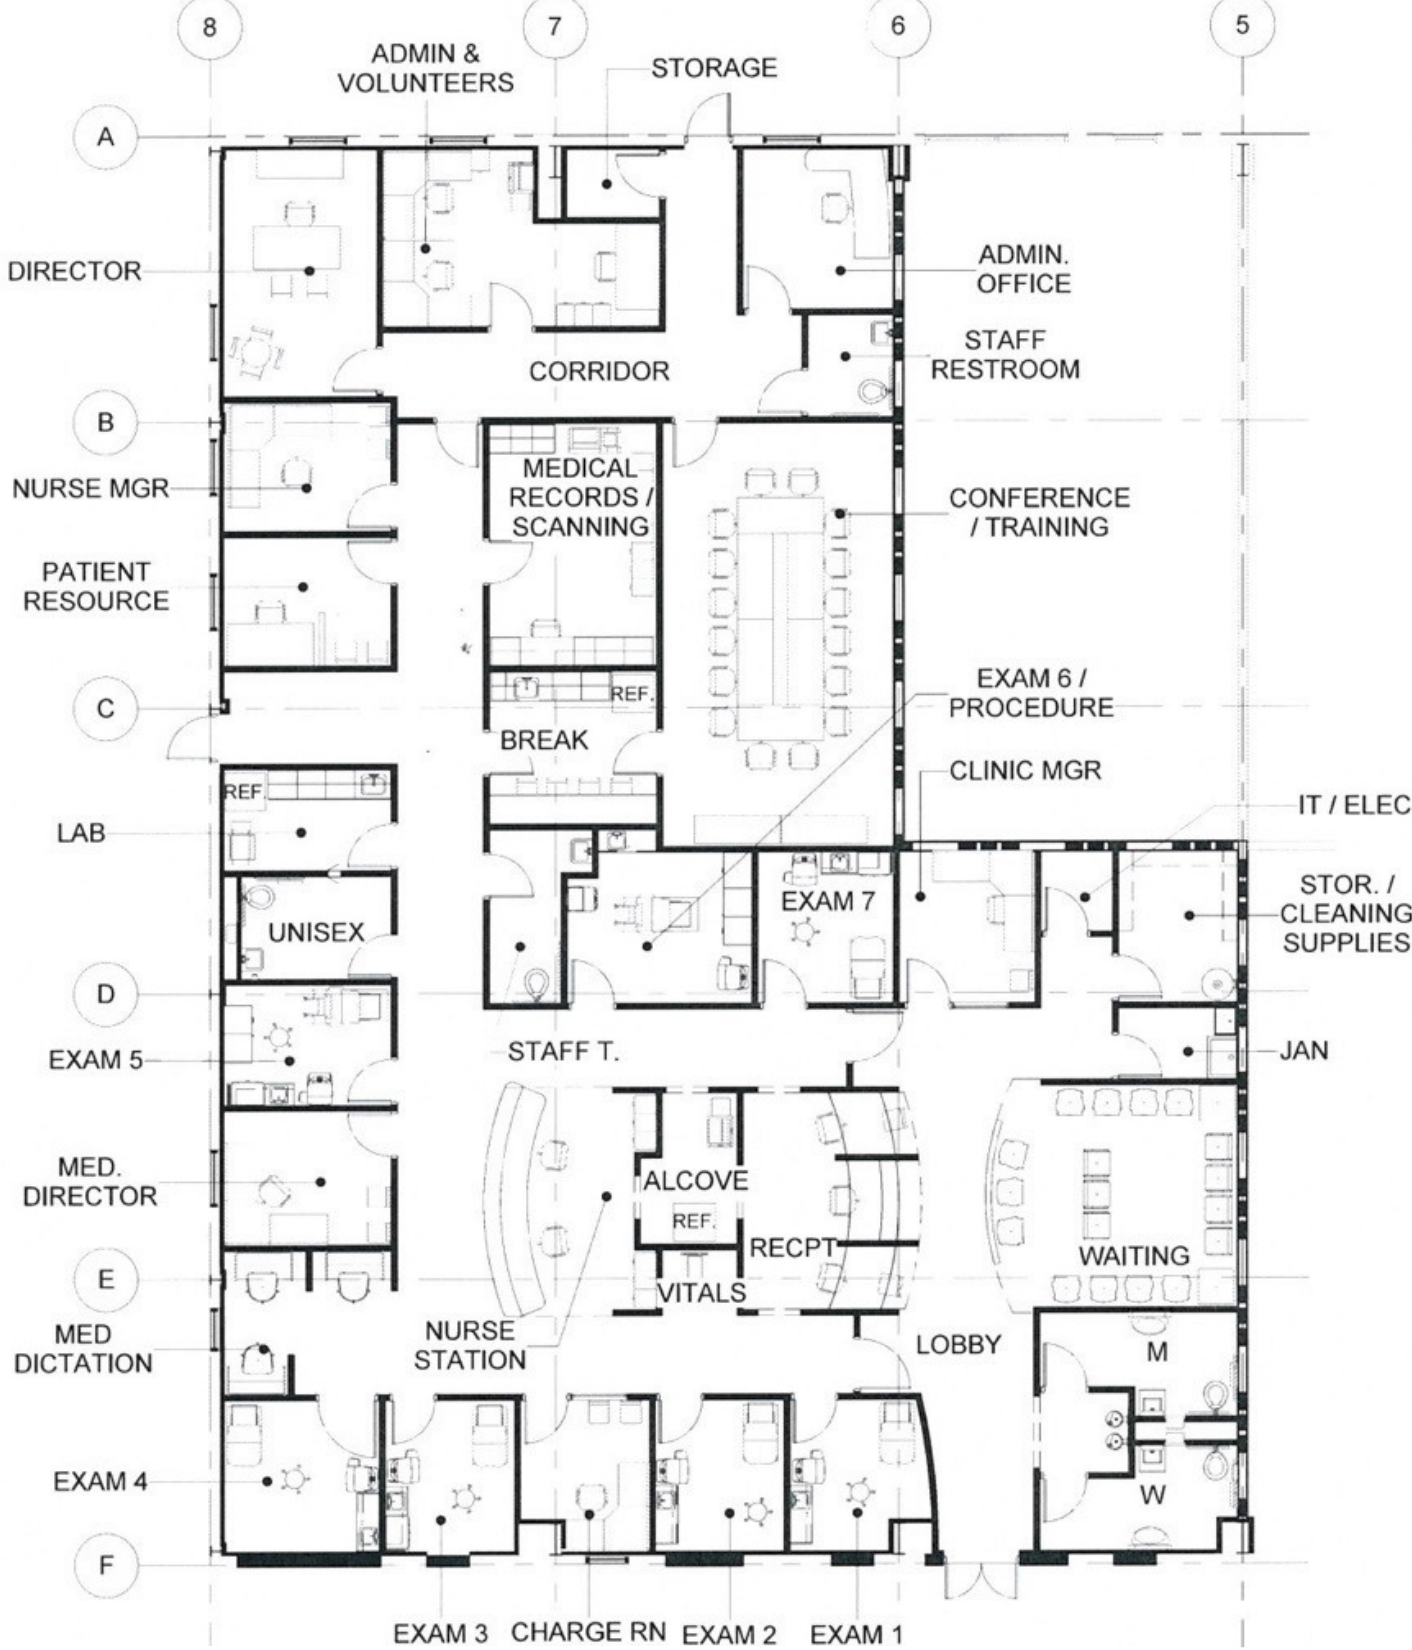 8
7
6
5
ADMIN &
VOLUNTEERS
STORAGE
A
DIRECTOR
ADMIN.
OFFICE
STAFF
RESTROOM
CORRIDOR
B
NURSE MGR
MEDICAL
RECORDS /
SCANNING
CONFERENCE
/ TRAINING
PATIENT
RESOURCE
EXAM 6 /
PROCEDURE
REF.
C
BREAK
CLINIC MGR
REF.
IT / ELEC
LAB
EXAM 7
STOR. /
CLEANING
SUPPLIES
UNISEX
D
EXAM 5
STAFF T.
JAN
MED.
DIRECTOR
ALCOVE
REF.
RECPT
WAITING
E
VITALS
MED
DICTATION
NURSE
STATION
LOBBY
M
EXAM 4
W
F
EXAM 3
CHARGE RN
EXAM 2
EXAM 1